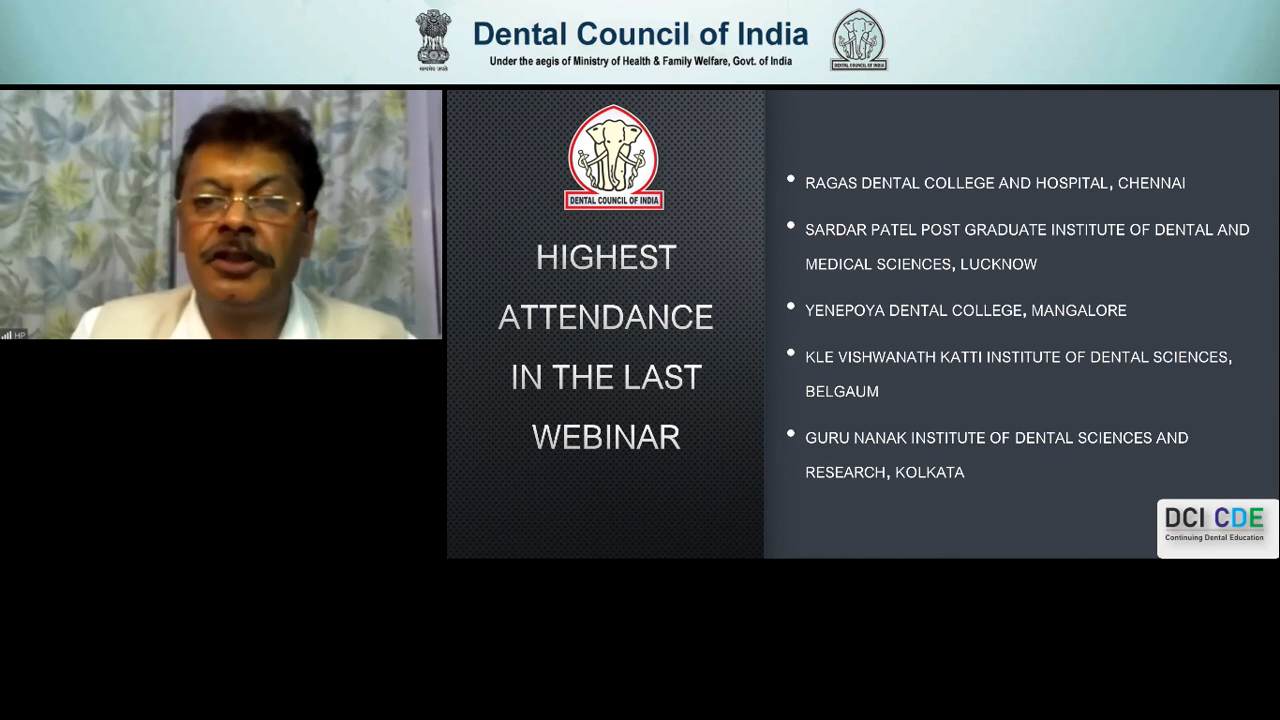 Dental Council of India
Under the aegis of Ministry of Health & Family Welfare, Govt. of India
HP
DENTAL COUNCIL OF INDIA
HIGHEST
ATTENDANCE
IN THE LAST
WEBINAR
• RAGAS DENTAL COLLEGE AND HOSPITAL, CHENNAI
• SARDAR PATEL POST GRADUATE INSTITUTE OF DENTAL AND
MEDICAL SCIENCES, LUCKNOW
• YENEPOYA DENTAL COLLEGE, MANGALORE
• KLE VISHWANATH KATTI INSTITUTE OF DENTAL SCIENCES,
BELGAUM
• GURU NANAK INSTITUTE OF DENTAL SCIENCES AND
RESEARCH, KOLKATA
DCI CDE
Continuing Dental Education